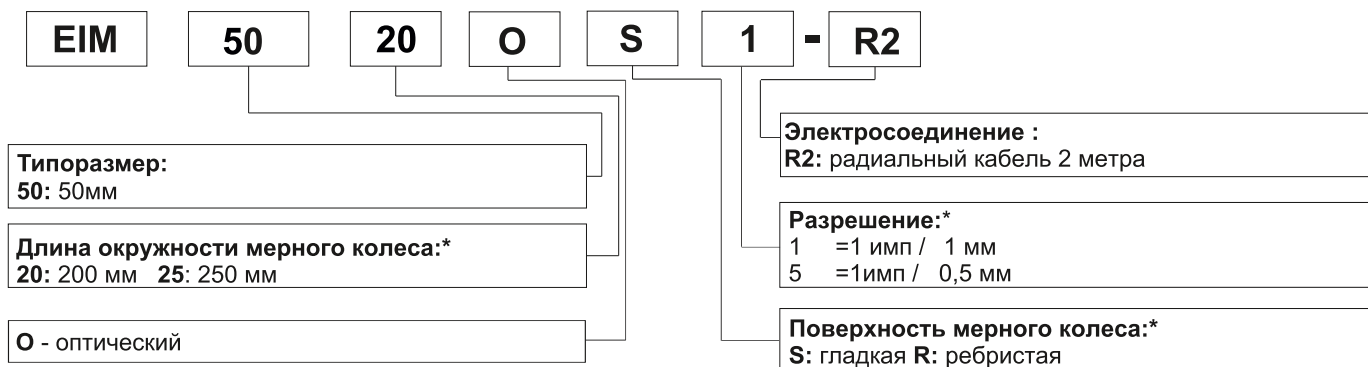 EIM 50 20 O S 1 - R2
Типоразмер:
50: 50мм
Длина окружности мерного колеса:*
20: 200 мм 25: 250 мм
O - оптический
Электросоединение :
R2: радиальный кабель 2 метра
Разрешение:*
1 =1 имп / 1 мм
5 =1имп / 0,5 мм
Поверхность мерного колеса:*
S: гладкая R: ребристая